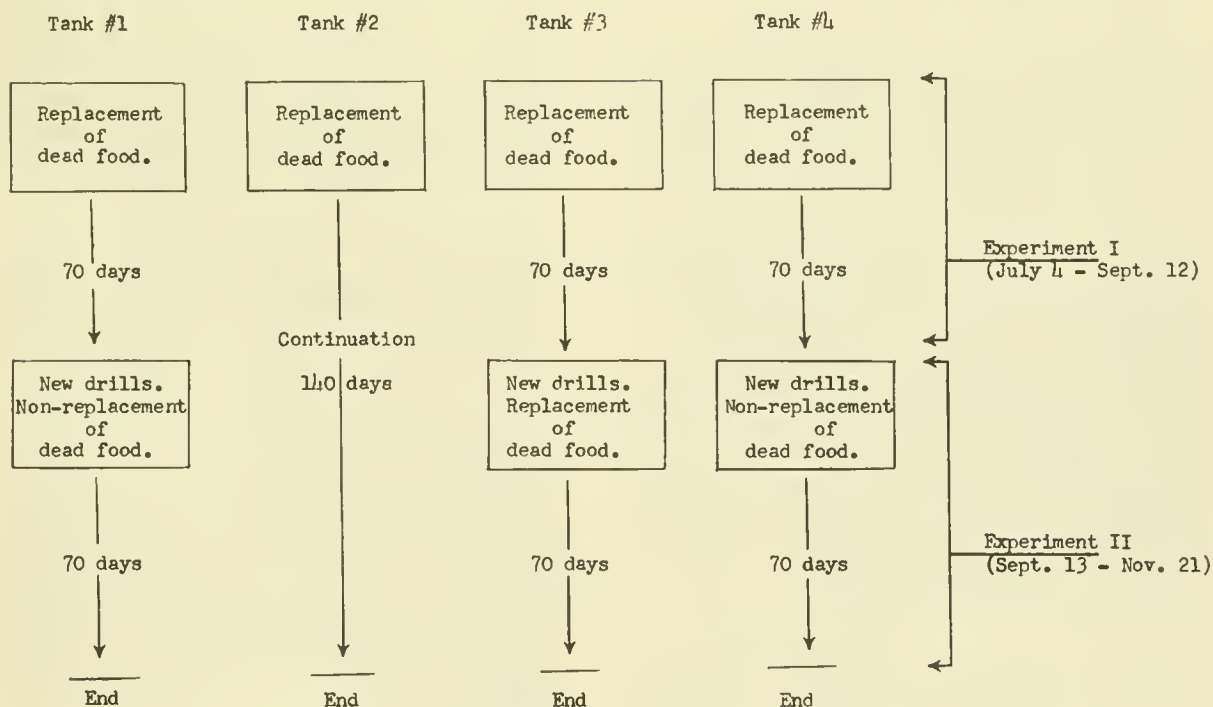 Tank #1
Tank #2
Tank #3
Tank #4
Replacement
of
dead food.
Replacement
of
dead food.
Replacement
of
dead food.
Replacement
of
dead food.
70 days
70 days
70 days
Experiment I
(July 4 - Sept. 12)
Continuation
140 days
New drills.
Non-replacement
of
dead food.
New drills.
Replacement
of
dead food.
New drills.
Non-replacement
of
dead food.
70 days
70 days
70 days
Experiment II
(Sept. 13 - Nov. 21)
End
End
End
End